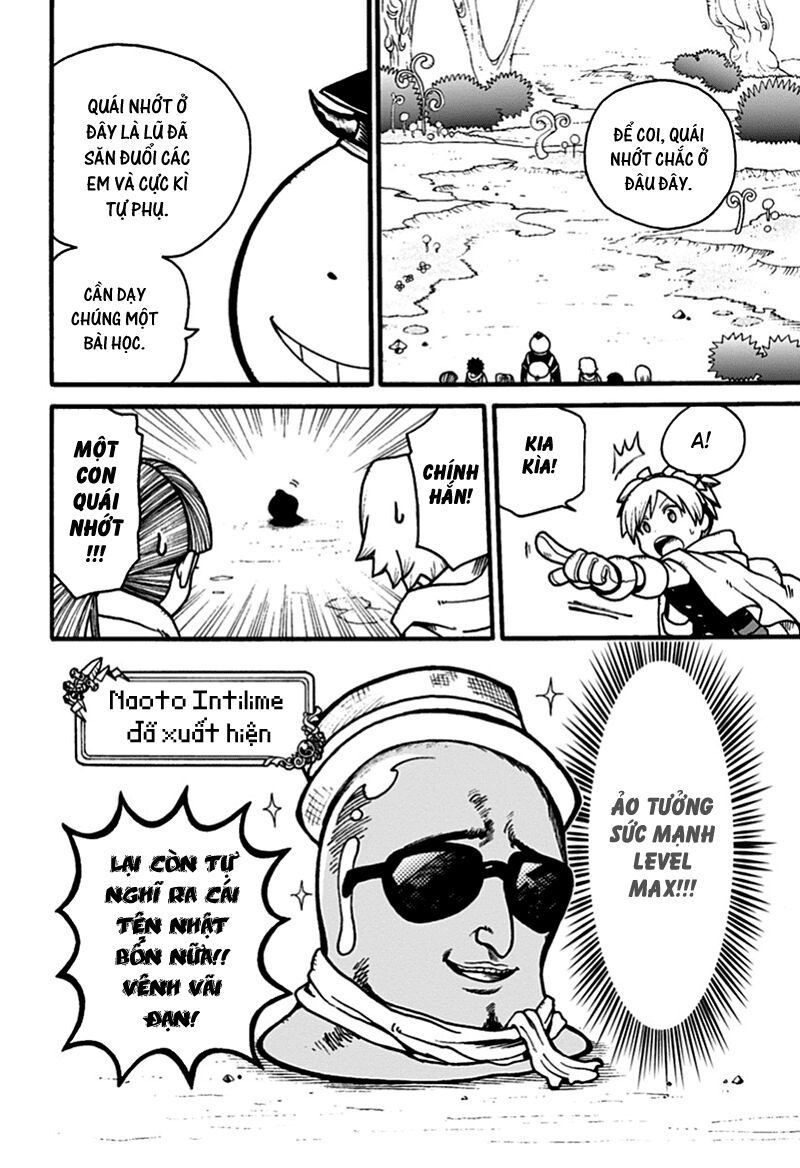 ĐỂ COI, QUÁI
NHỚT CHẮC Ở
ĐÂU ĐÂY.
QUÁI NHỚT Ở
ĐÂY LÀ LŨ ĐÃ
SĂN ĐUỔI CÁC
EM VÀ CỰC KÌ
TỰ PHỤ.
CẦN DẠY
CHÚNG MỘT
BÀI HỌC.
A!
KIA
KÌA!
CHÍNH
HẮN!
MỘT
CON
QUÁI
NHỚT
!!!
ẢO TƯỞNG
SỨC MẠNH
LEVEL
MAX!!!
Naoto Intilime
đã xuất hiện
LẠI CÒN TỰ
NGHĨ RA CÁI
TÊN NHẬT
BỔN NỮA!!
VÊNH VÃI
ĐẠN!